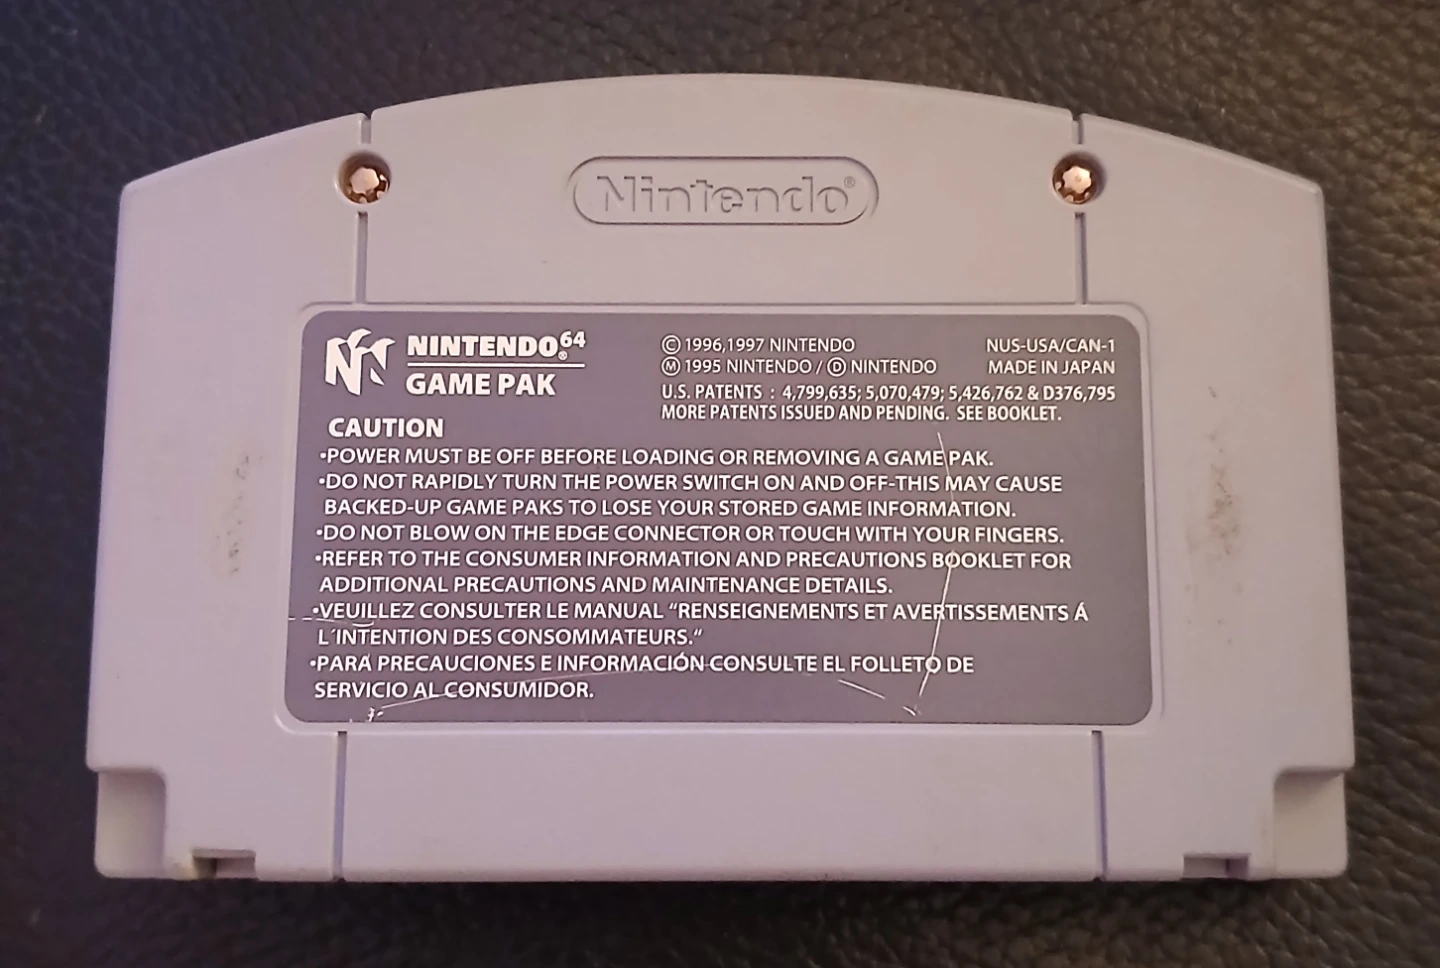 Nintendo®
NINTENDO⁶⁴®
GAME PAK
Ⓒ 1996,1997 NINTENDO
Ⓜ 1995 NINTENDO / Ⓓ NINTENDO
NUS-USA/CAN-1
MADE IN JAPAN
U.S. PATENTS : 4,799,635; 5,070,479; 5,426,762 & D376,795
MORE PATENTS ISSUED AND PENDING. SEE BOOKLET.
CAUTION
•POWER MUST BE OFF BEFORE LOADING OR REMOVING A GAME PAK.
•DO NOT RAPIDLY TURN THE POWER SWITCH ON AND OFF-THIS MAY CAUSE
BACKED-UP GAME PAKS TO LOSE YOUR STORED GAME INFORMATION.
•DO NOT BLOW ON THE EDGE CONNECTOR OR TOUCH WITH YOUR FINGERS.
•REFER TO THE CONSUMER INFORMATION AND PRECAUTIONS BOOKLET FOR
ADDITIONAL PRECAUTIONS AND MAINTENANCE DETAILS.
•VEUILLEZ CONSULTER LE MANUAL “RENSEIGNEMENTS ET AVERTISSEMENTS Á
L´INTENTION DES CONSOMMATEURS.“
•PARA PRECAUCIONES E INFORMACIÓN CONSULTE EL FOLLETO DE
SERVICIO AL CONSUMIDOR.